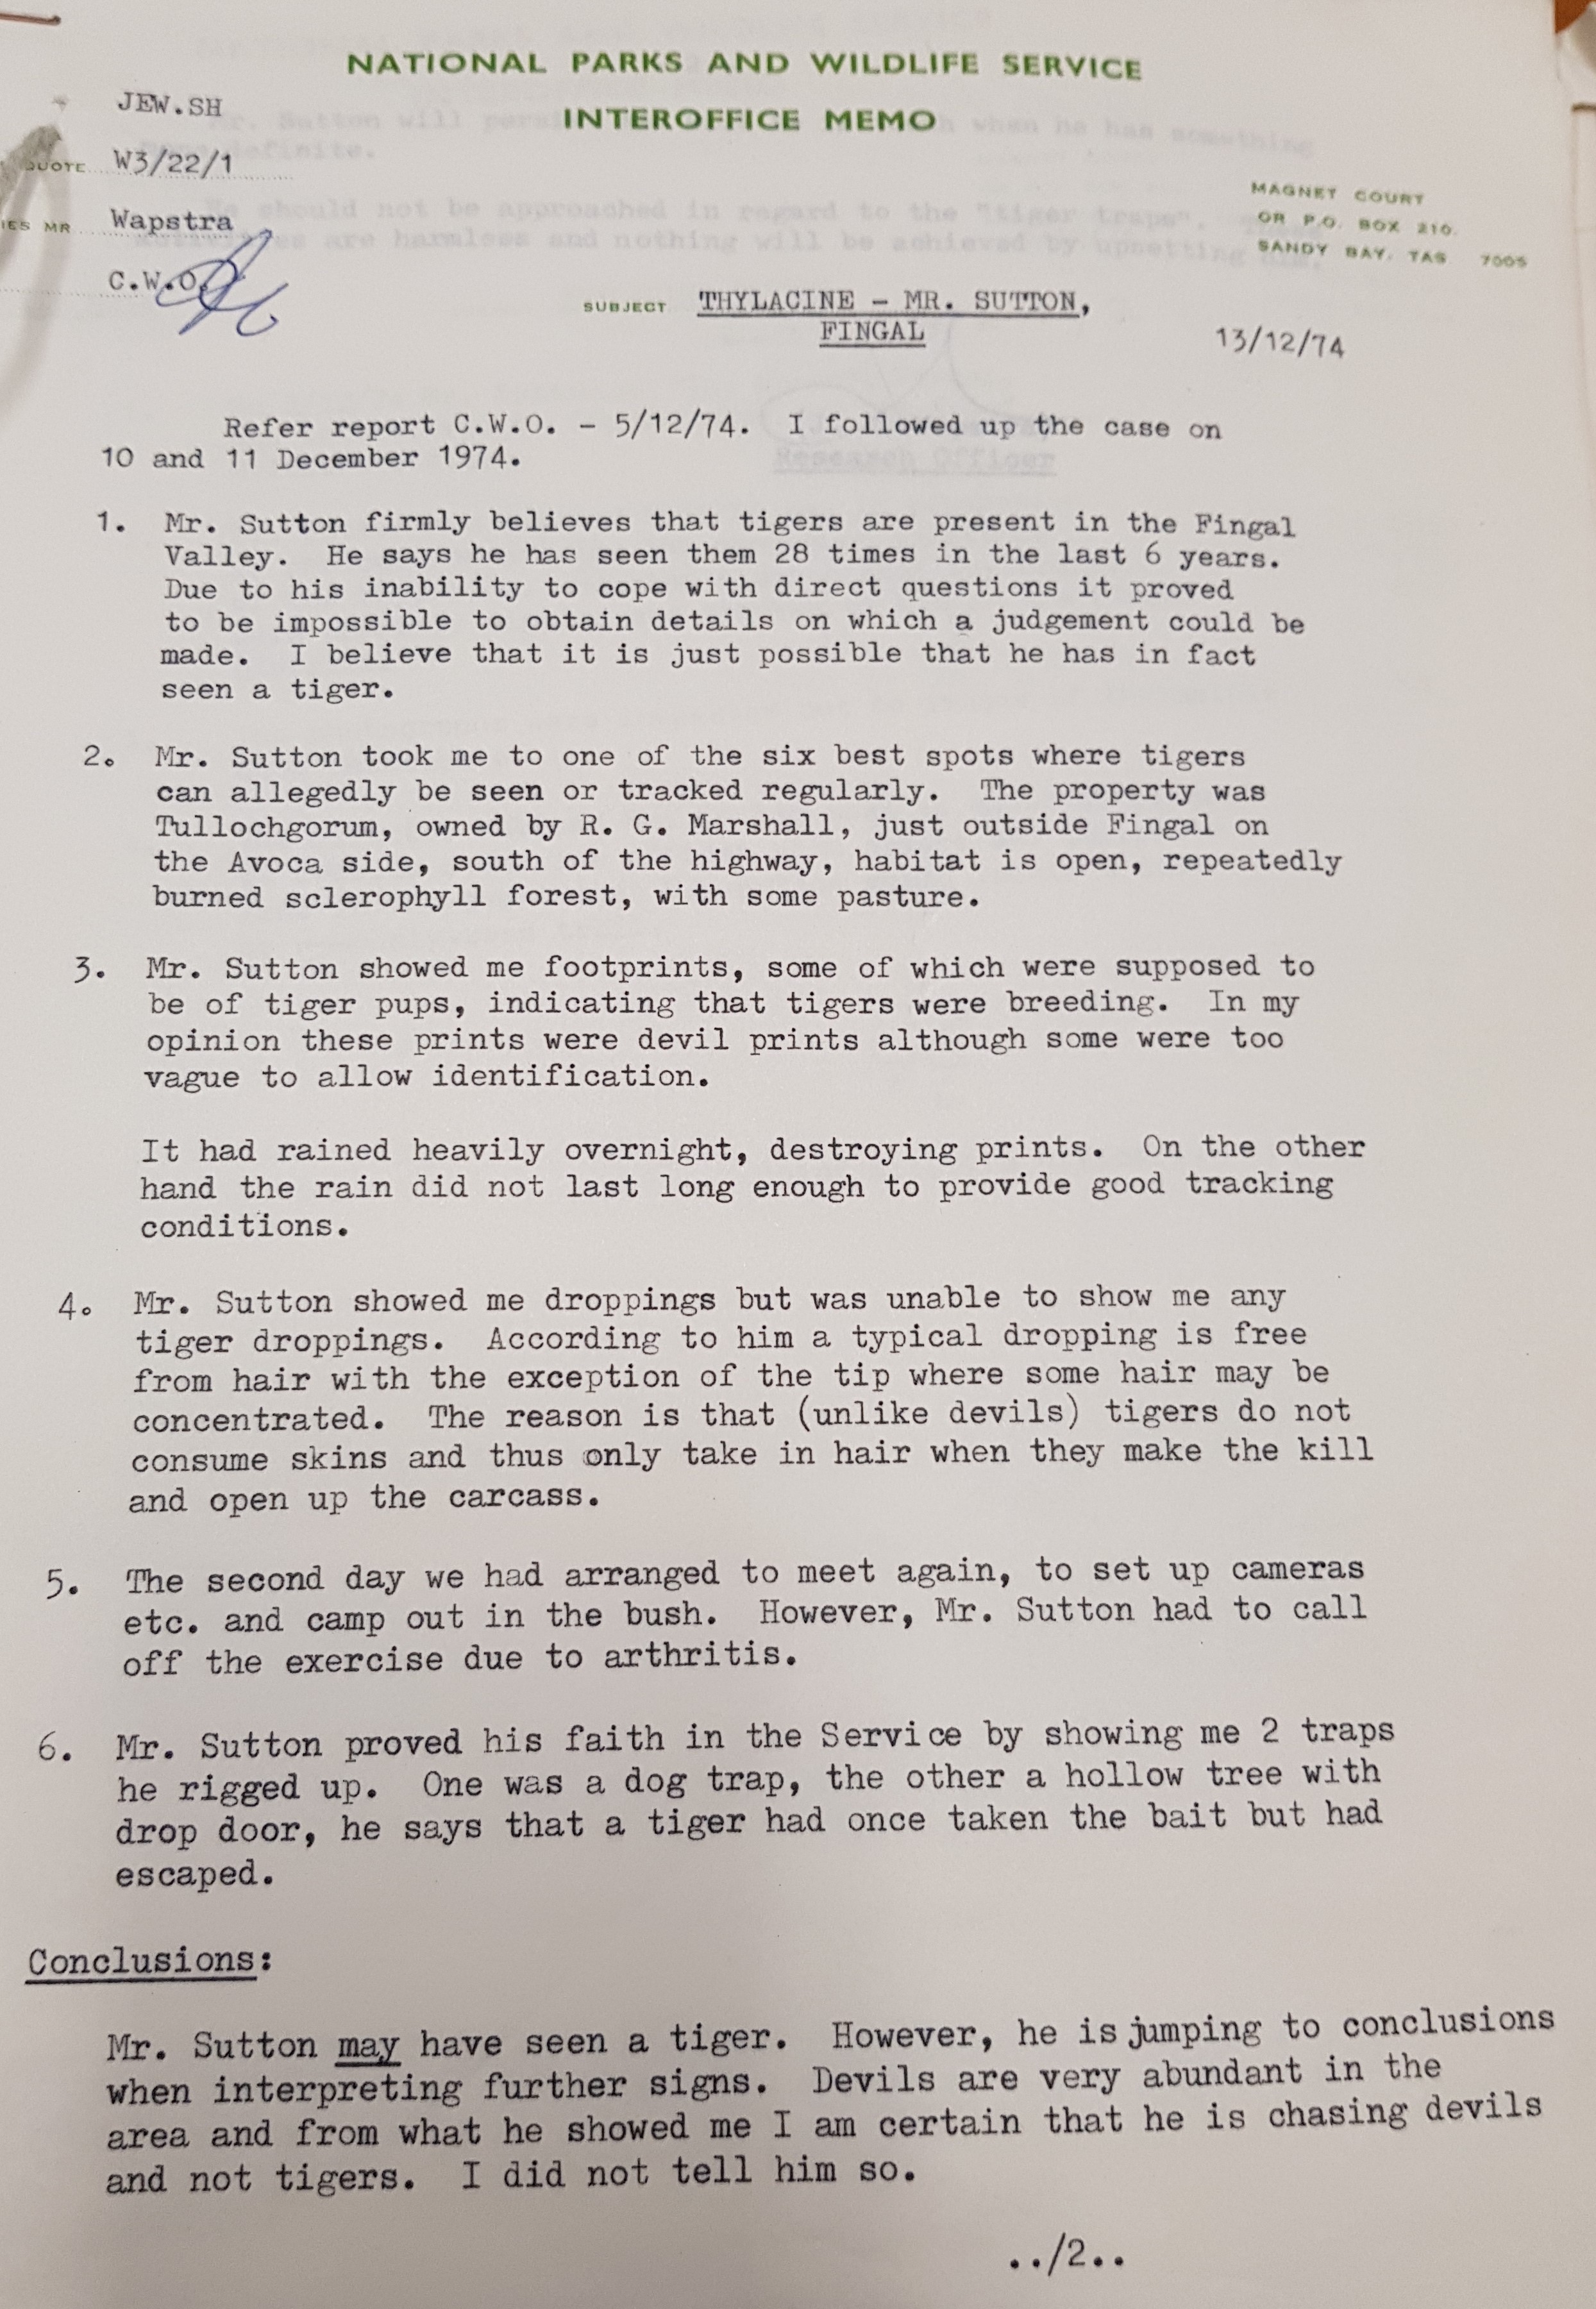 NATIONAL PARKS AND WILDLIFE SERVICE
INTEROFFICE MEMO
JEW.SH
QUOTE W3/22/1
IES MR Wapstra
C.W.O.
MAGNET COURT
OR P.O. BOX 210.
SANDY BAY, TAS 7005
SUBJECT THYLACINE - MR. SUTTON,
FINGAL
13/12/74
Refer report C.W.O. - 5/12/74. I followed up the case on
10 and 11 December 1974.
1. Mr. Sutton firmly believes that tigers are present in the Fingal
Valley. He says he has seen them 28 times in the last 6 years.
Due to his inability to cope with direct questions it proved
to be impossible to obtain details on which a judgement could be
made. I believe that it is just possible that he has in fact
seen a tiger.
2. Mr. Sutton took me to one of the six best spots where tigers
can allegedly be seen or tracked regularly. The property was
Tullochgorum, owned by R. G. Marshall, just outside Fingal on
the Avoca side, south of the highway, habitat is open, repeatedly
burned sclerophyll forest, with some pasture.
3. Mr. Sutton showed me footprints, some of which were supposed to
be of tiger pups, indicating that tigers were breeding. In my
opinion these prints were devil prints although some were too
vague to allow identification.
It had rained heavily overnight, destroying prints. On the other
hand the rain did not last long enough to provide good tracking
conditions.
4. Mr. Sutton showed me droppings but was unable to show me any
tiger droppings. According to him a typical dropping is free
from hair with the exception of the tip where some hair may be
concentrated. The reason is that (unlike devils) tigers do not
consume skins and thus only take in hair when they make the kill
and open up the carcass.
5. The second day we had arranged to meet again, to set up cameras
etc. and camp out in the bush. However, Mr. Sutton had to call
off the exercise due to arthritis.
6. Mr. Sutton proved his faith in the Service by showing me 2 traps
he rigged up. One was a dog trap, the other a hollow tree with
drop door, he says that a tiger had once taken the bait but had
escaped.
Conclusions:
Mr. Sutton may have seen a tiger. However, he is jumping to conclusions
when interpreting further signs. Devils are very abundant in the
area and from what he showed me I am certain that he is chasing devils
and not tigers. I did not tell him so.
../2..